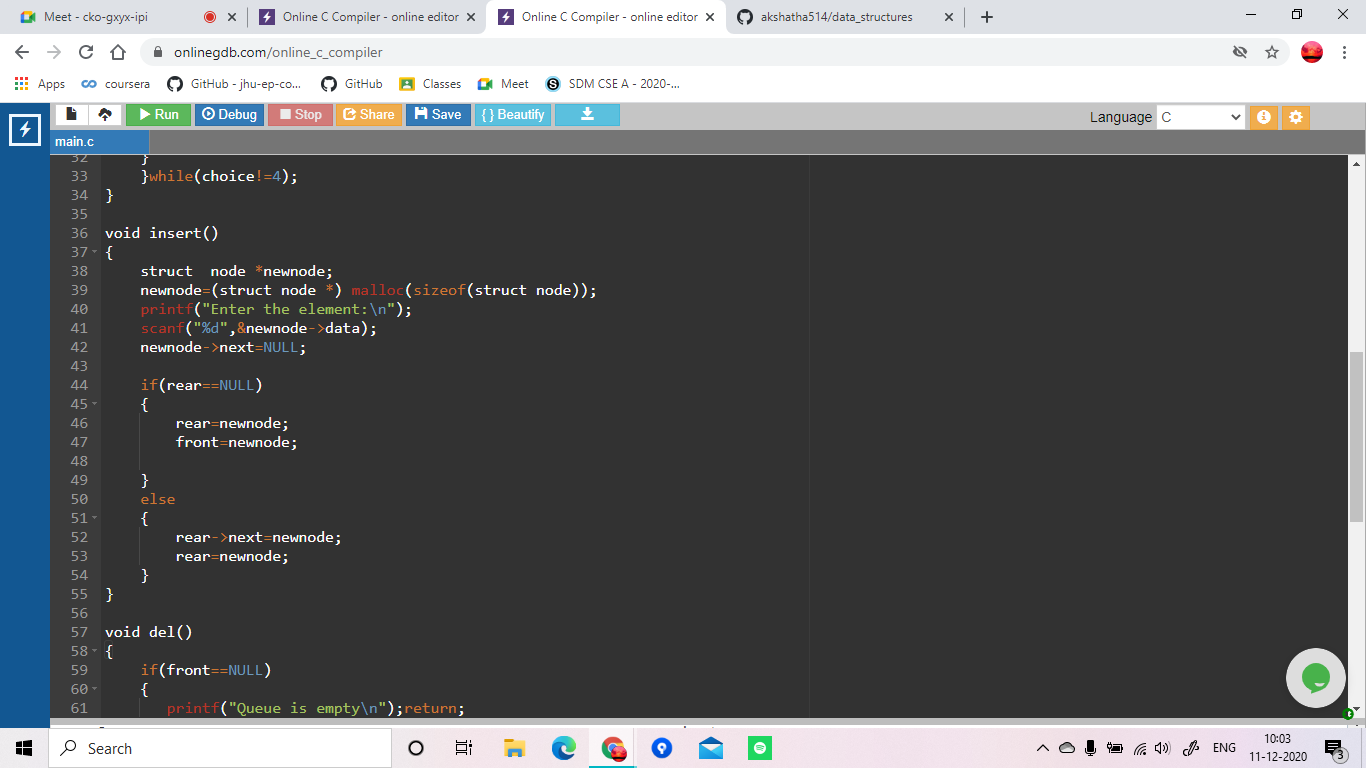 Meet - cko-gxyx-ipi
Online C Compiler - online editor
Online C Compiler - online editor
akshatha514/data_structures
onlinegdb.com/online_c_compiler
Apps coursera GitHub - jhu-ep-co... GitHub Classes Meet SDM CSE A - 2020-...
Run Debug Stop Share Save { } Beautify
Language C
main.c
32 }
33 }while(choice!=4);
34 }
35
36 void insert()
37 {
38 struct  node *newnode;
39 newnode=(struct node *) malloc(sizeof(struct node));
40 printf("Enter the element:\n");
41 scanf("%d",&newnode->data);
42 newnode->next=NULL;
43
44 if(rear==NULL)
45 {
46 rear=newnode;
47 front=newnode;
48
49 }
50 else
51 {
52 rear->next=newnode;
53 rear=newnode;
54 }
55 }
56
57 void del()
58 {
59 if(front==NULL)
60 {
61 printf("Queue is empty\n");return;
Search
ENG
10:03
11-12-2020
3